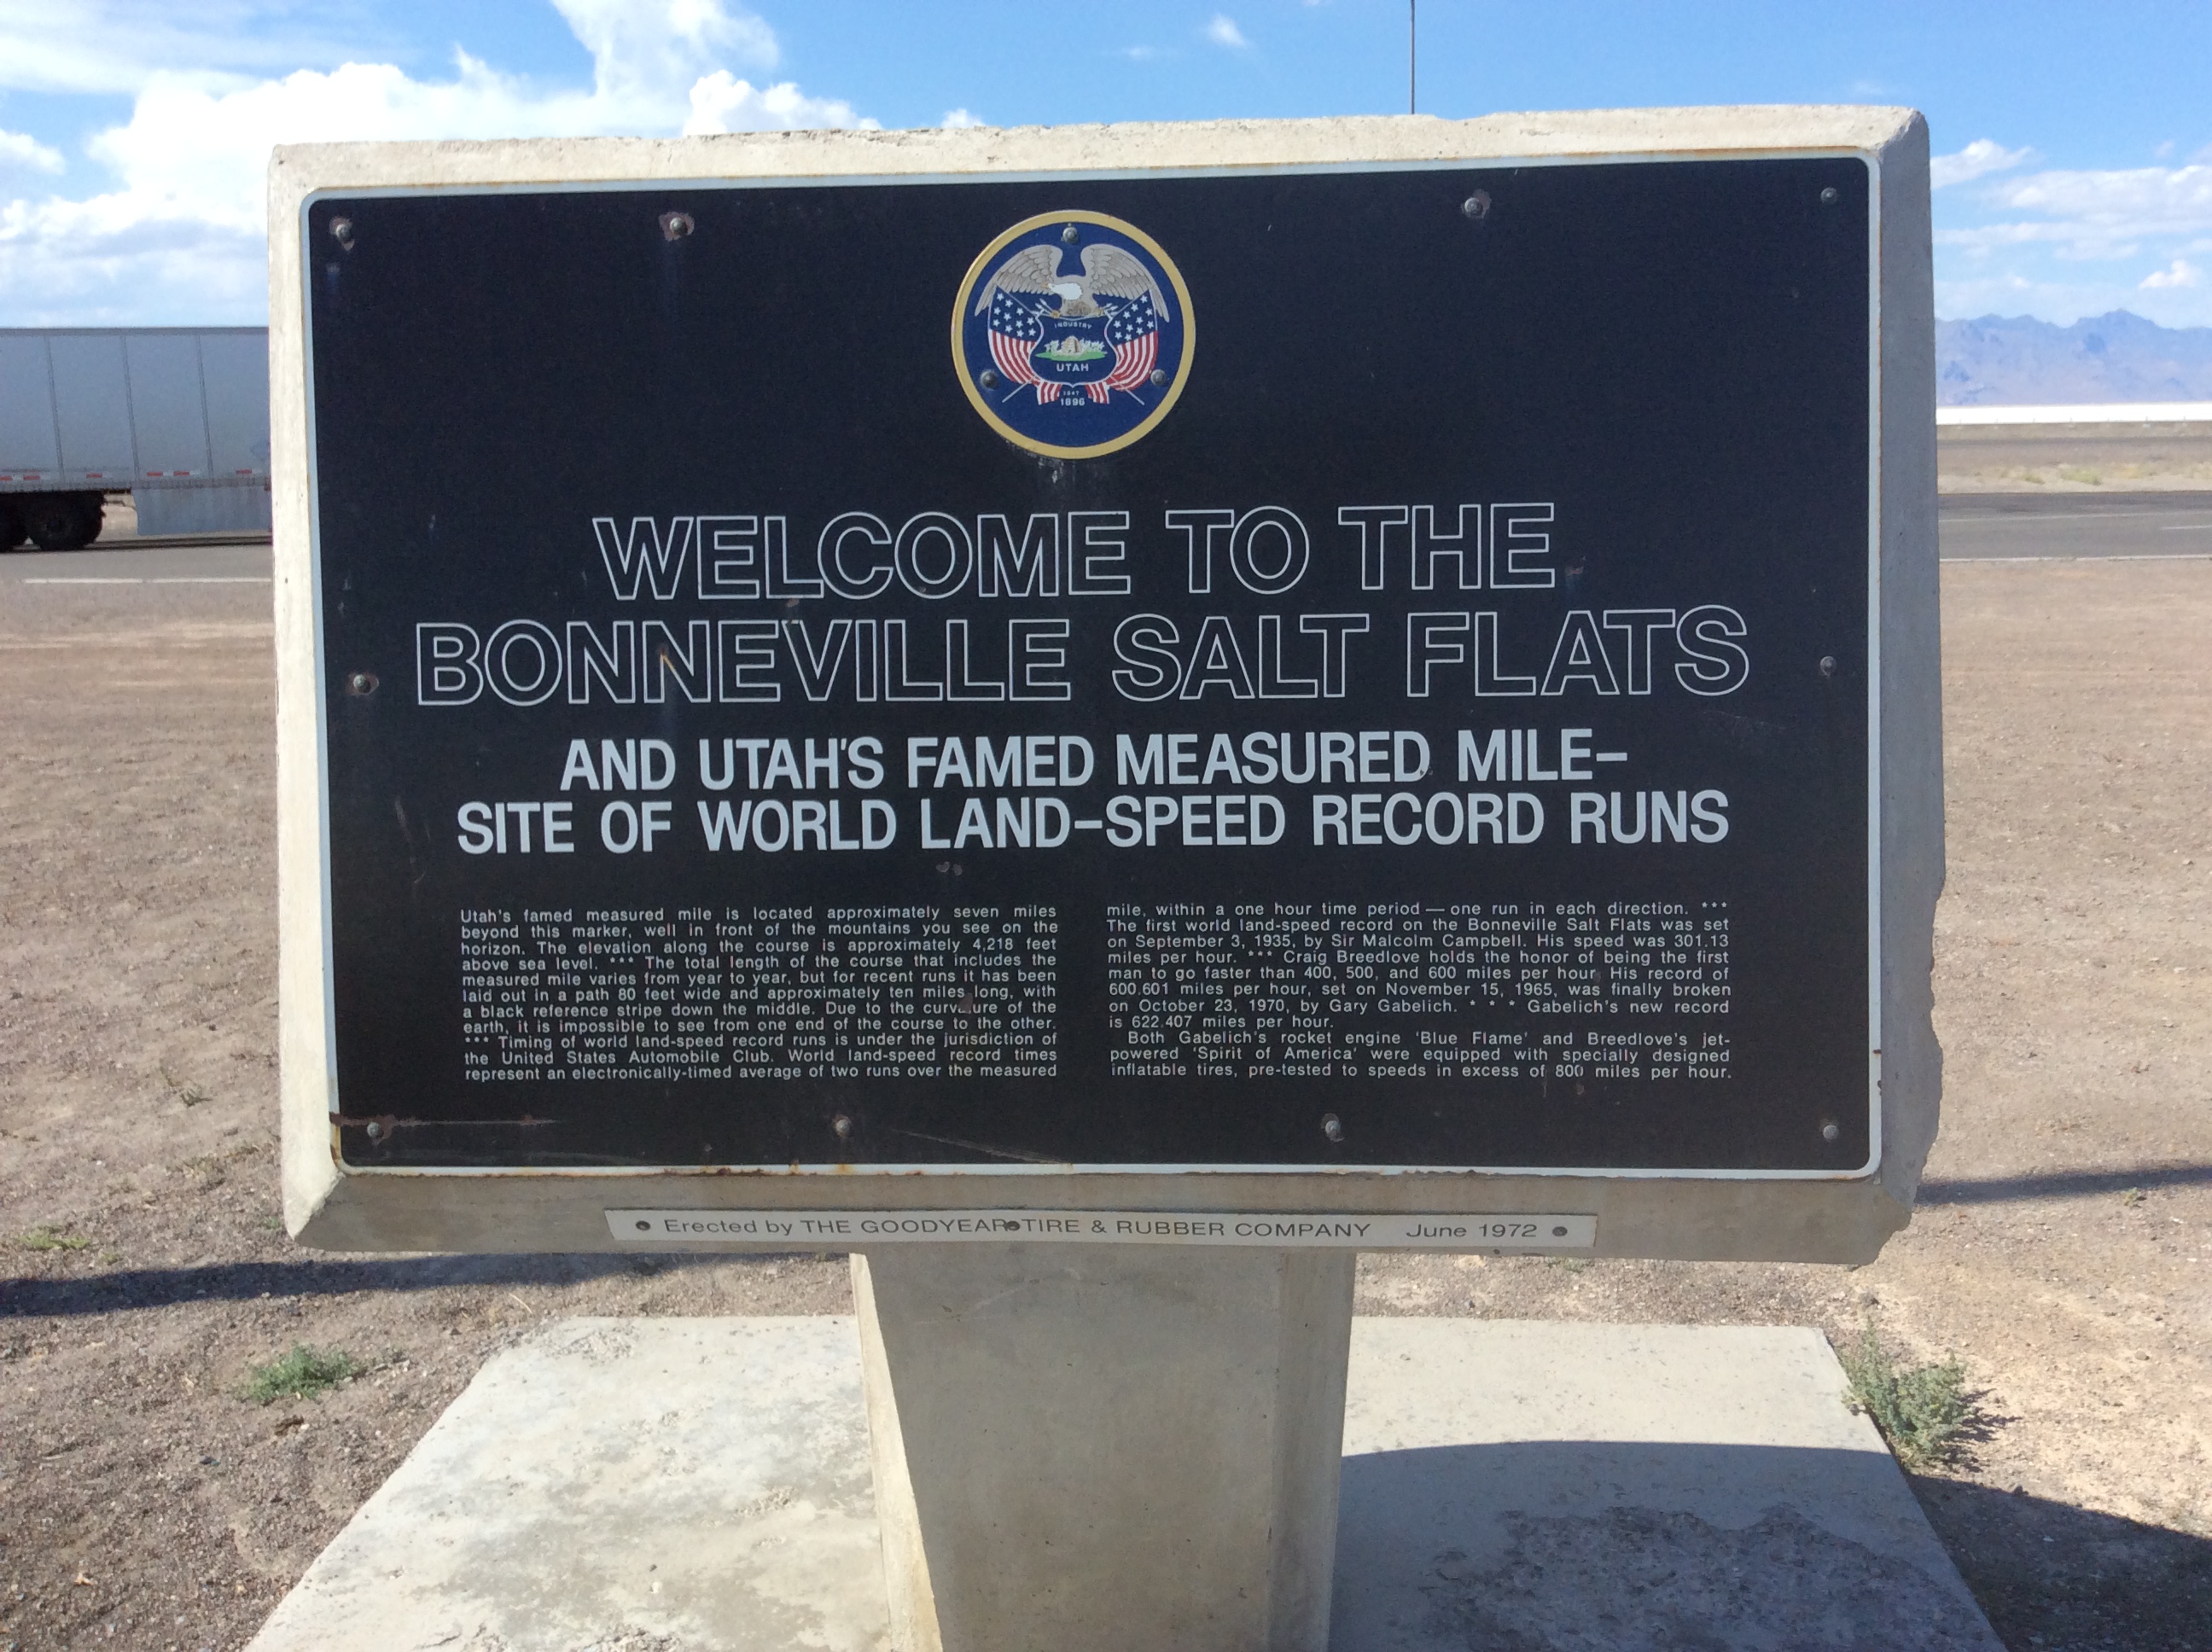 INDUSTRY
UTAH
1847
1896
WELCOME TO THE
BONNEVILLE SALT FLATS
AND UTAH'S FAMED MEASURED MILE–
SITE OF WORLD LAND–SPEED RECORD RUNS
Utah's famed measured mile is located approximately seven miles
beyond this marker, well in front of the mountains you see on the
horizon. The elevation along the course is approximately 4,218 feet
above sea level. *** The total length of the course that includes the
measured mile varies from year to year, but for recent runs it has been
laid out in a path 80 feet wide and approximately ten miles long, with
a black reference stripe down the middle. Due to the curvature of the
earth, it is impossible to see from one end of the course to the other.
*** Timing of world land-speed record runs is under the jurisdiction of
the United States Automobile Club. World land-speed record times
represent an electronically-timed average of two runs over the measured
mile, within a one hour time period — one run in each direction. ***
The first world land-speed record on the Bonneville Salt Flats was set
on September 3, 1935, by Sir Malcolm Campbell. His speed was 301.13
miles per hour. *** Craig Breedlove holds the honor of being the first
man to go faster than 400, 500, and 600 miles per hour. His record of
600.601 miles per hour, set on November 15, 1965, was finally broken
on October 23, 1970, by Gary Gabelich. * * * Gabelich's new record
is 622.407 miles per hour.
Both Gabelich's rocket engine 'Blue Flame' and Breedlove's jet-
powered 'Spirit of America' were equipped with specially designed
inflatable tires, pre-tested to speeds in excess of 800 miles per hour.
Erected by THE GOODYEAR TIRE & RUBBER COMPANY June 1972